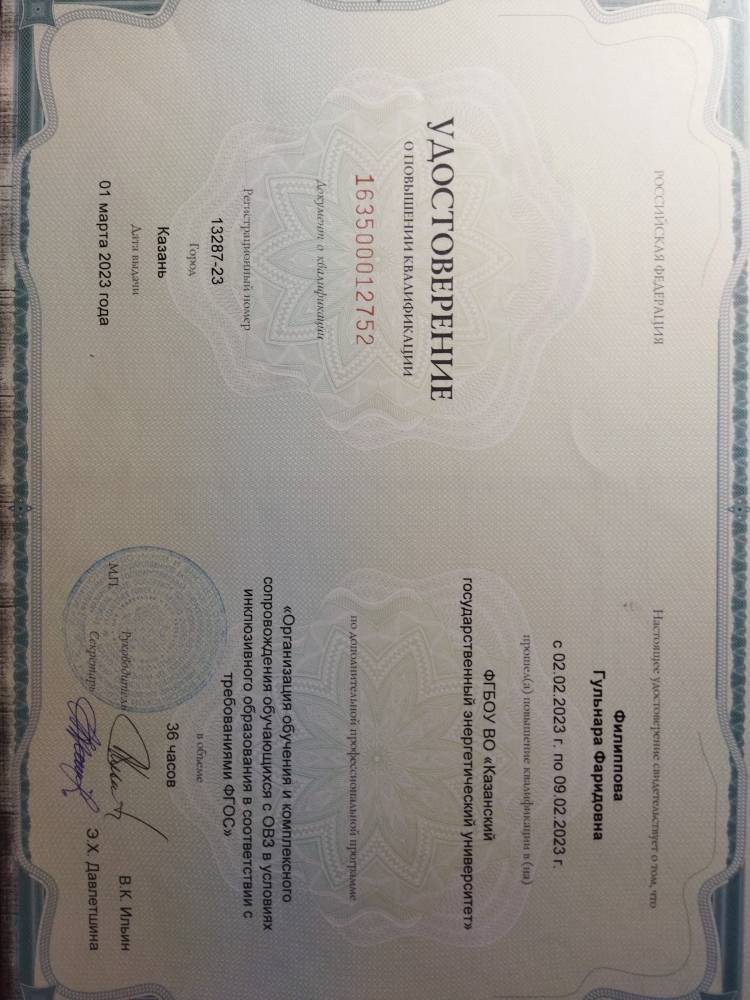 РОССИЙСКАЯ ФЕДЕРАЦИЯ
УДОСТОВЕРЕНИЕ
О ПОВЫШЕНИИ КВАЛИФИКАЦИИ
163500012752
Документ о квалификации
Регистрационный номер
13287-23
Город
Казань
Дата выдачи
01 марта 2023 года
Настоящее удостоверение свидетельствует о том, что
Филиппова
Гульнара Фаридовна
с 02.02.2023 г. по 09.02.2023 г.
прошел(а) повышение квалификации в (на)
ФГБОУ ВО «Казанский
государственный энергетический университет»
по дополнительной профессиональной программе
«Организация обучения и комплексного
сопровождения обучающихся с ОВЗ в условиях
инклюзивного образования в соответствии с
требованиями ФГОС»
в объеме
36 часов
Руководитель В.К. Ильин
М.П.
Секретарь Э.Х. Давлетшина